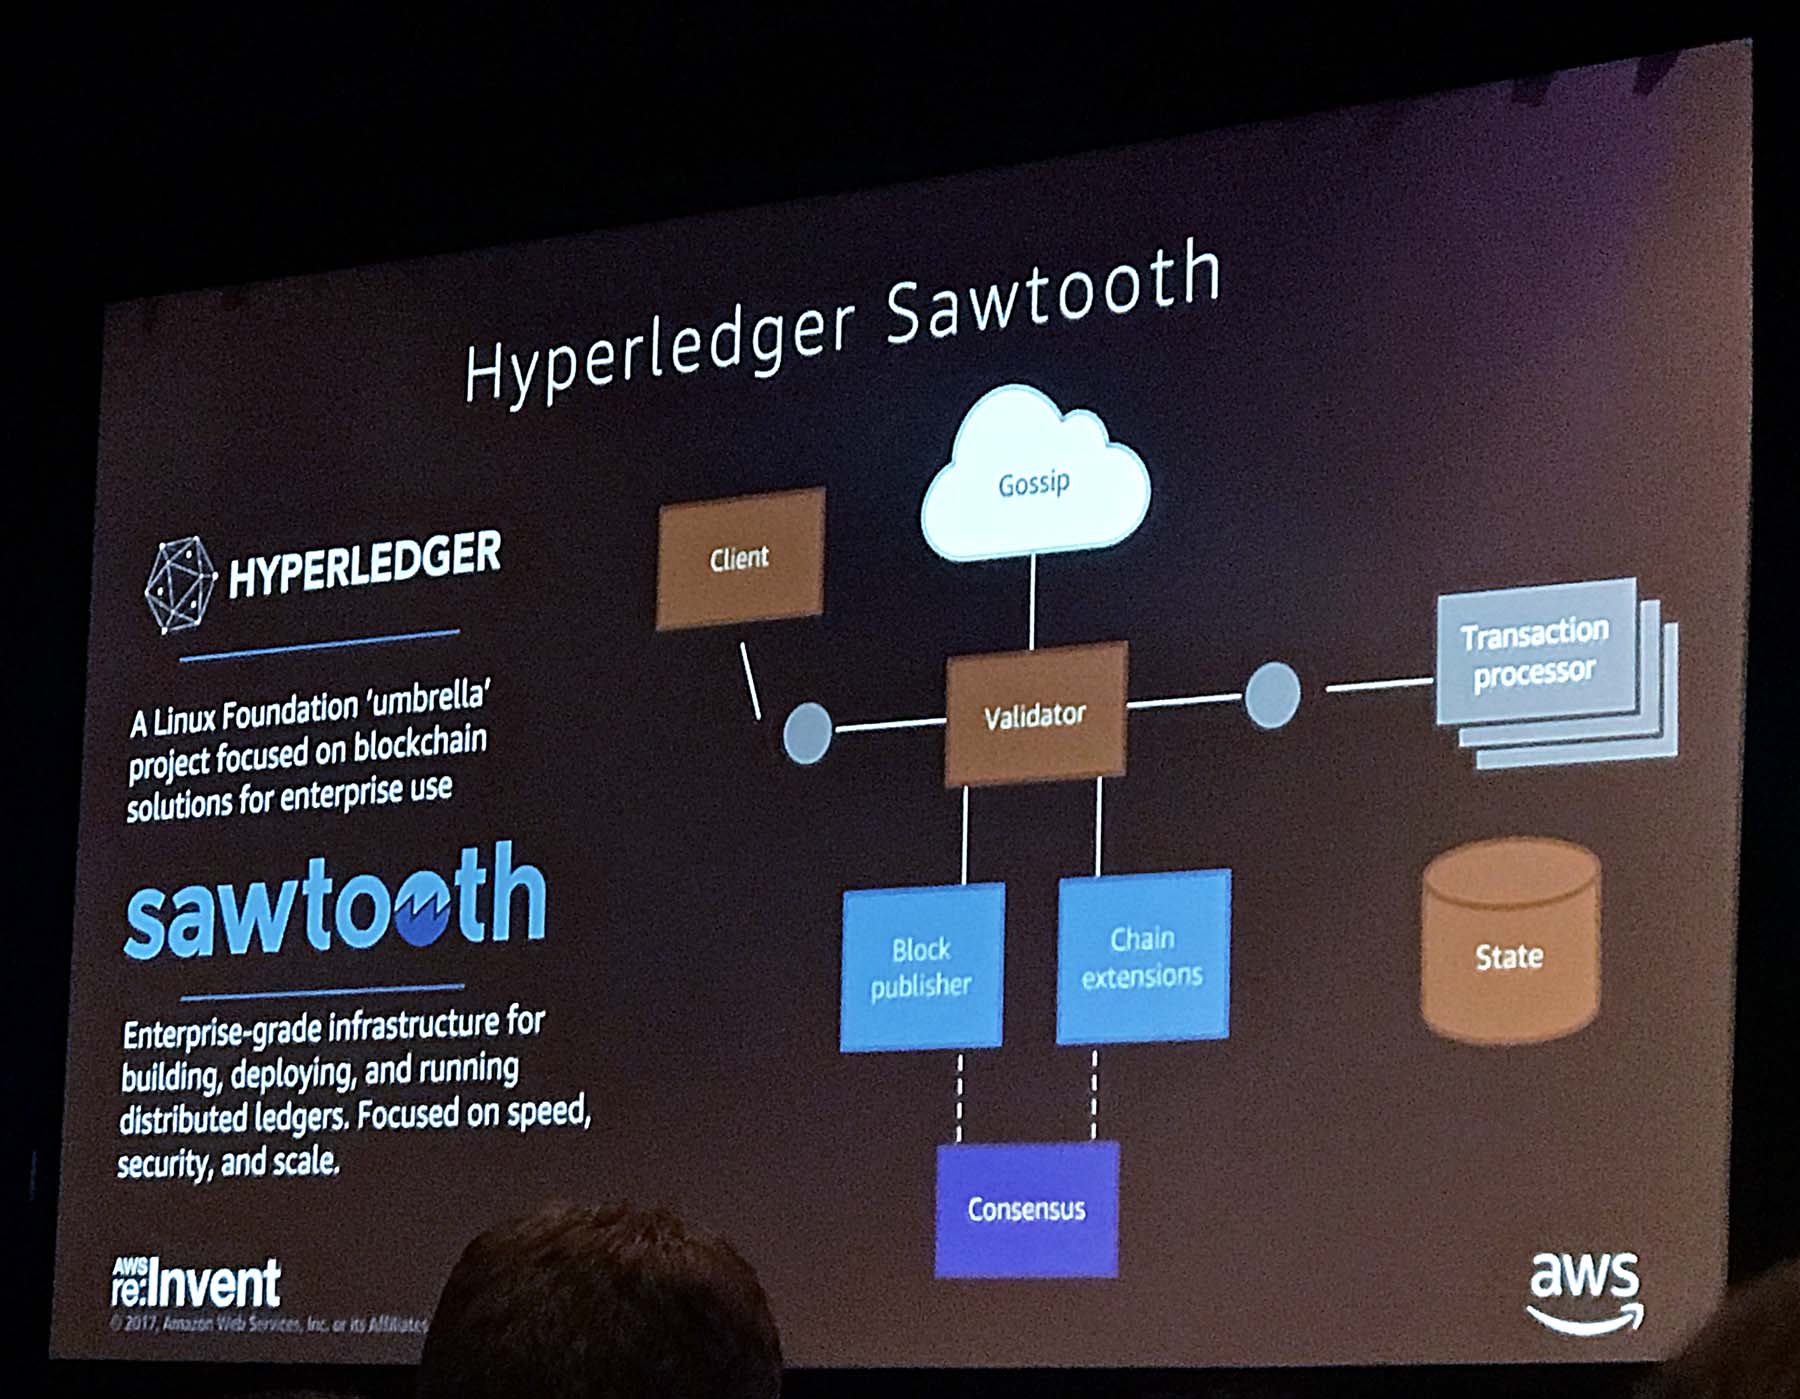 Hyperledger Sawtooth
HYPERLEDGER
A Linux Foundation ‘umbrella’
project focused on blockchain
solutions for enterprise use
sawtooth
Enterprise-grade infrastructure for
building, deploying, and running
distributed ledgers. Focused on speed,
security, and scale.
Gossip
Client
Validator
Transaction
processor
Block
publisher
Chain
extensions
State
Consensus
AWS
re:Invent
© 2017, Amazon Web Services, Inc. or its Affiliates
aws